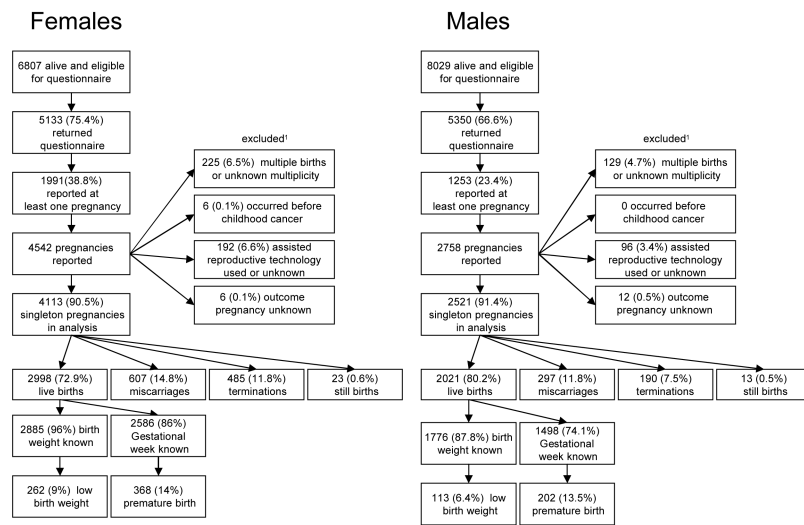 Females
6807 alive and eligible
for questionnaire
5133 (75.4%)
returned
questionnaire
1991(38.8%)
reported at
least one pregnancy
4542 pregnancies
reported
excluded1
225 (6.5%) multiple births
or unknown multiplicity
6 (0.1%) occurred before
childhood cancer
192 (6.6%) assisted
reproductive technology
used or unknown
6 (0.1%) outcome
pregnancy unknown
4113 (90.5%)
singleton pregnancies
in analysis
2998 (72.9%)
live births
607 (14.8%)
miscarriages
485 (11.8%)
terminations
23 (0.6%)
still births
2885 (96%) birth
weight known
2586 (86%)
Gestational
week known
262 (9%) low
birth weight
368 (14%)
premature birth
Males
8029 alive and eligible
for questionnaire
5350 (66.6%)
returned
questionnaire
1253 (23.4%)
reported at
least one pregnancy
2758 pregnancies
reported
excluded1
129 (4.7%) multiple births
or unknown multiplicity
0 occurred before
childhood cancer
96 (3.4%) assisted
reproductive technology
used or unknown
12 (0.5%) outcome
pregnancy unknown
2521 (91.4%)
singleton pregnancies
in analysis
2021 (80.2%)
live births
297 (11.8%)
miscarriages
190 (7.5%)
terminations
13 (0.5%)
still births
1776 (87.8%) birth
weight known
1498 (74.1%)
Gestational
week known
113 (6.4%) low
birth weight
202 (13.5%)
premature birth